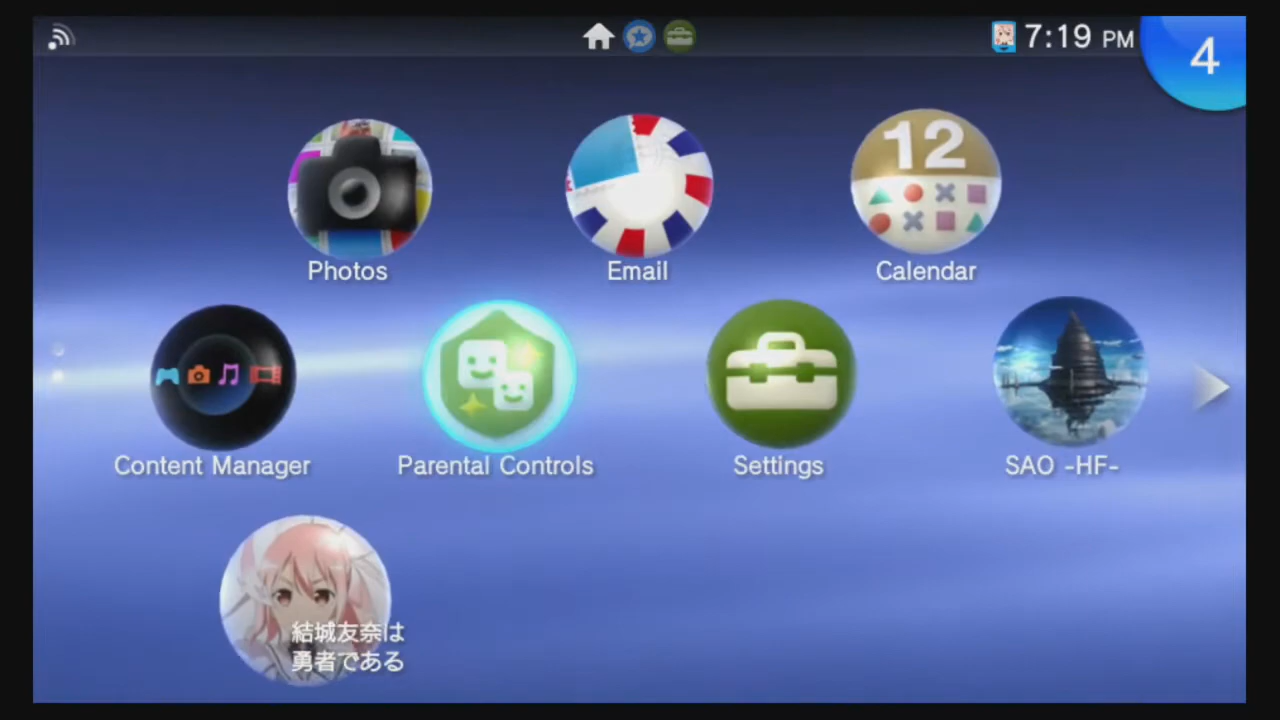 7:19 PM
4
12
Photos
Email
Calendar
Content Manager
Parental Controls
Settings
SAO -HF-
結城友奈は
勇者である